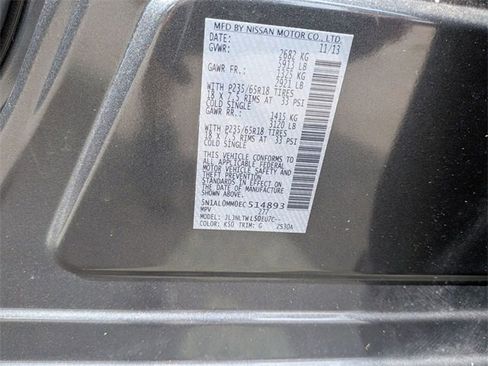 MFD BY NISSAN MOTOR CO., LTD.
DATE: 11/13
GVWR: 2682 KG
5913 LB
GAWR FR.: 1325 KG
2921 LB
WITH P235/65R18 TIRES
18 X 7.5 RIMS AT 33 PSI
COLD SINGLE
GAWR RR.: 1415 KG
3120 LB
WITH P235/65R18 TIRES
18 X 7.5 RIMS AT 33 PSI
COLD SINGLE
THIS VEHICLE CONFORMS TO
ALL APPLICABLE FEDERAL
MOTOR VEHICLE SAFETY AND
THEFT PREVENTION
STANDARDS IN EFFECT ON
THE DATE OF MANUFACTURE
SHOWN ABOVE.
5N1AL0MM0EC514893
MPV 277
MODEL:
COLOR: K50 TRIM: G 2530A